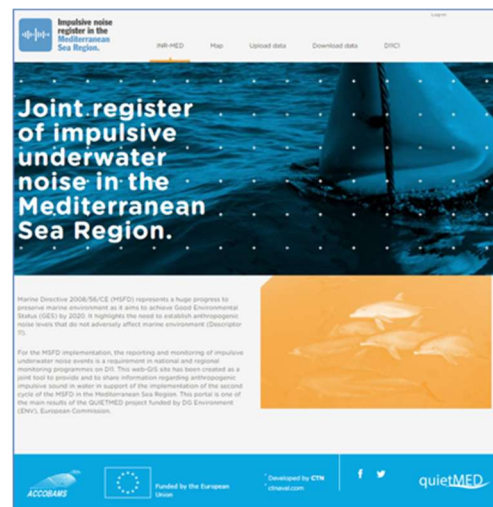 Log in
Impulsive noise
register in the
Mediterranean
Sea Region.
INR-MED Map Upload data Download data D11C1
Joint register
of impulsive
underwater
noise in the
Mediterranean
Sea Region.
Marine Directive 2008/56/CE (MSFD) represents a huge progress to
preserve marine environment as it aims to achieve Good Environmental
Status (GES) by 2020. It highlights the need to establish anthropogenic
noise levels that do not adversely affect marine environment (Descriptor
11).
For the MSFD implementation, the reporting and monitoring of impulsive
underwater noise events is a requirement in national and regional
monitoring programmes on D11. This web-GIS site has been created as a
joint tool to provide and to share information regarding anthropogenic
impulsive sound in water in support of the implementation of the second
cycle of the MSFD in the Mediterranean Sea Region. This portal is one of
the main results of the QUIETMED project funded by DG Environment
(ENV), European Commission.
ACCOBAMS
Funded by the European
Union
Developed by CTN
ctnaval.com
quietMED